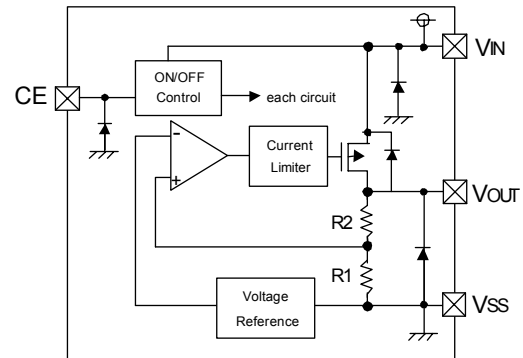 VIN
ON/OFF
Control
CE
each circuit
-
+
Current
Limiter
VOUT
R2
R1
Voltage
Reference
VSS